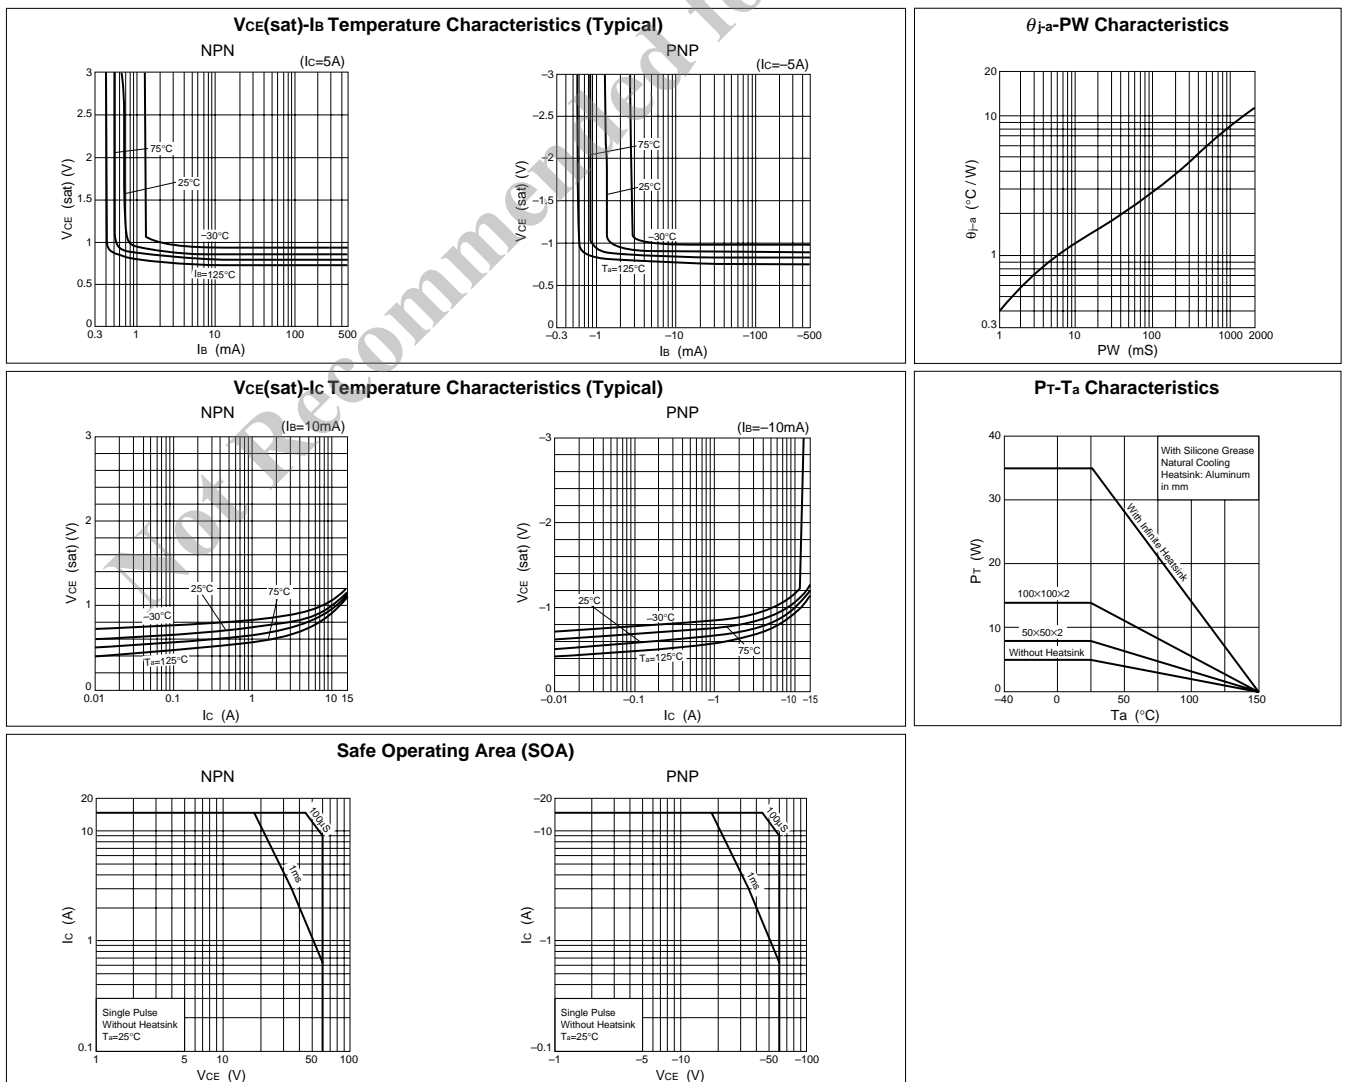 VCE(sat)-IB Temperature Characteristics (Typical)
NPN
(IC=5A)
3
2.5
2
1.5
1
0.5
0
VCE (sat) (V)
75°C
25°C
–30°C
IB=125°C
0.3
1
10
100
500
IB (mA)
PNP
(IC=–5A)
–3
–2
–1
–0.5
0
–1.5
VCE (sat) (V)
75°C
25°C
–30°C
Ta=125°C
–0.3
–1
–10
–100
–500
IB (mA)
θj-a-PW Characteristics
20
10
1
0.3
θj–a (°C / W)
1
10
100
1000 2000
PW (mS)
VCE(sat)-IC Temperature Characteristics (Typical)
NPN
(IB=10mA)
3
2
1
0
VCE (sat) (V)
–30°C
25°C
75°C
Ta=125°C
0.01
0.1
1
10 15
IC (A)
PNP
(IB=–10mA)
–3
–2
–1
0
VCE (sat) (V)
25°C
–30°C
75°C
Ta=125°C
–0.01
–0.1
–1
–10 –15
IC (A)
PT-Ta Characteristics
40
30
20
10
0
PT (W)
With Silicone Grease
Natural Cooling
Heatsink: Aluminum
in mm
With Infinite Heatsink
100×100×2
50×50×2
Without Heatsink
–40
0
50
100
150
Ta (°C)
Safe Operating Area (SOA)
NPN
20
10
1
0.1
IC (A)
100µS
1ms
Single Pulse
Without Heatsink
Ta=25°C
1
5
10
50
100
VCE (V)
PNP
–20
–10
–1
–0.1
IC (A)
100µS
1ms
Single Pulse
Without Heatsink
Ta=25°C
–1
–5
–10
–50
–100
VCE (V)
Not Recommended